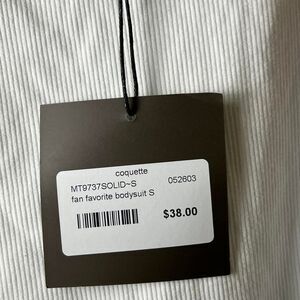 coquette
MT9737SOLID~S 052603
fan favorite bodysuit S
$38.00